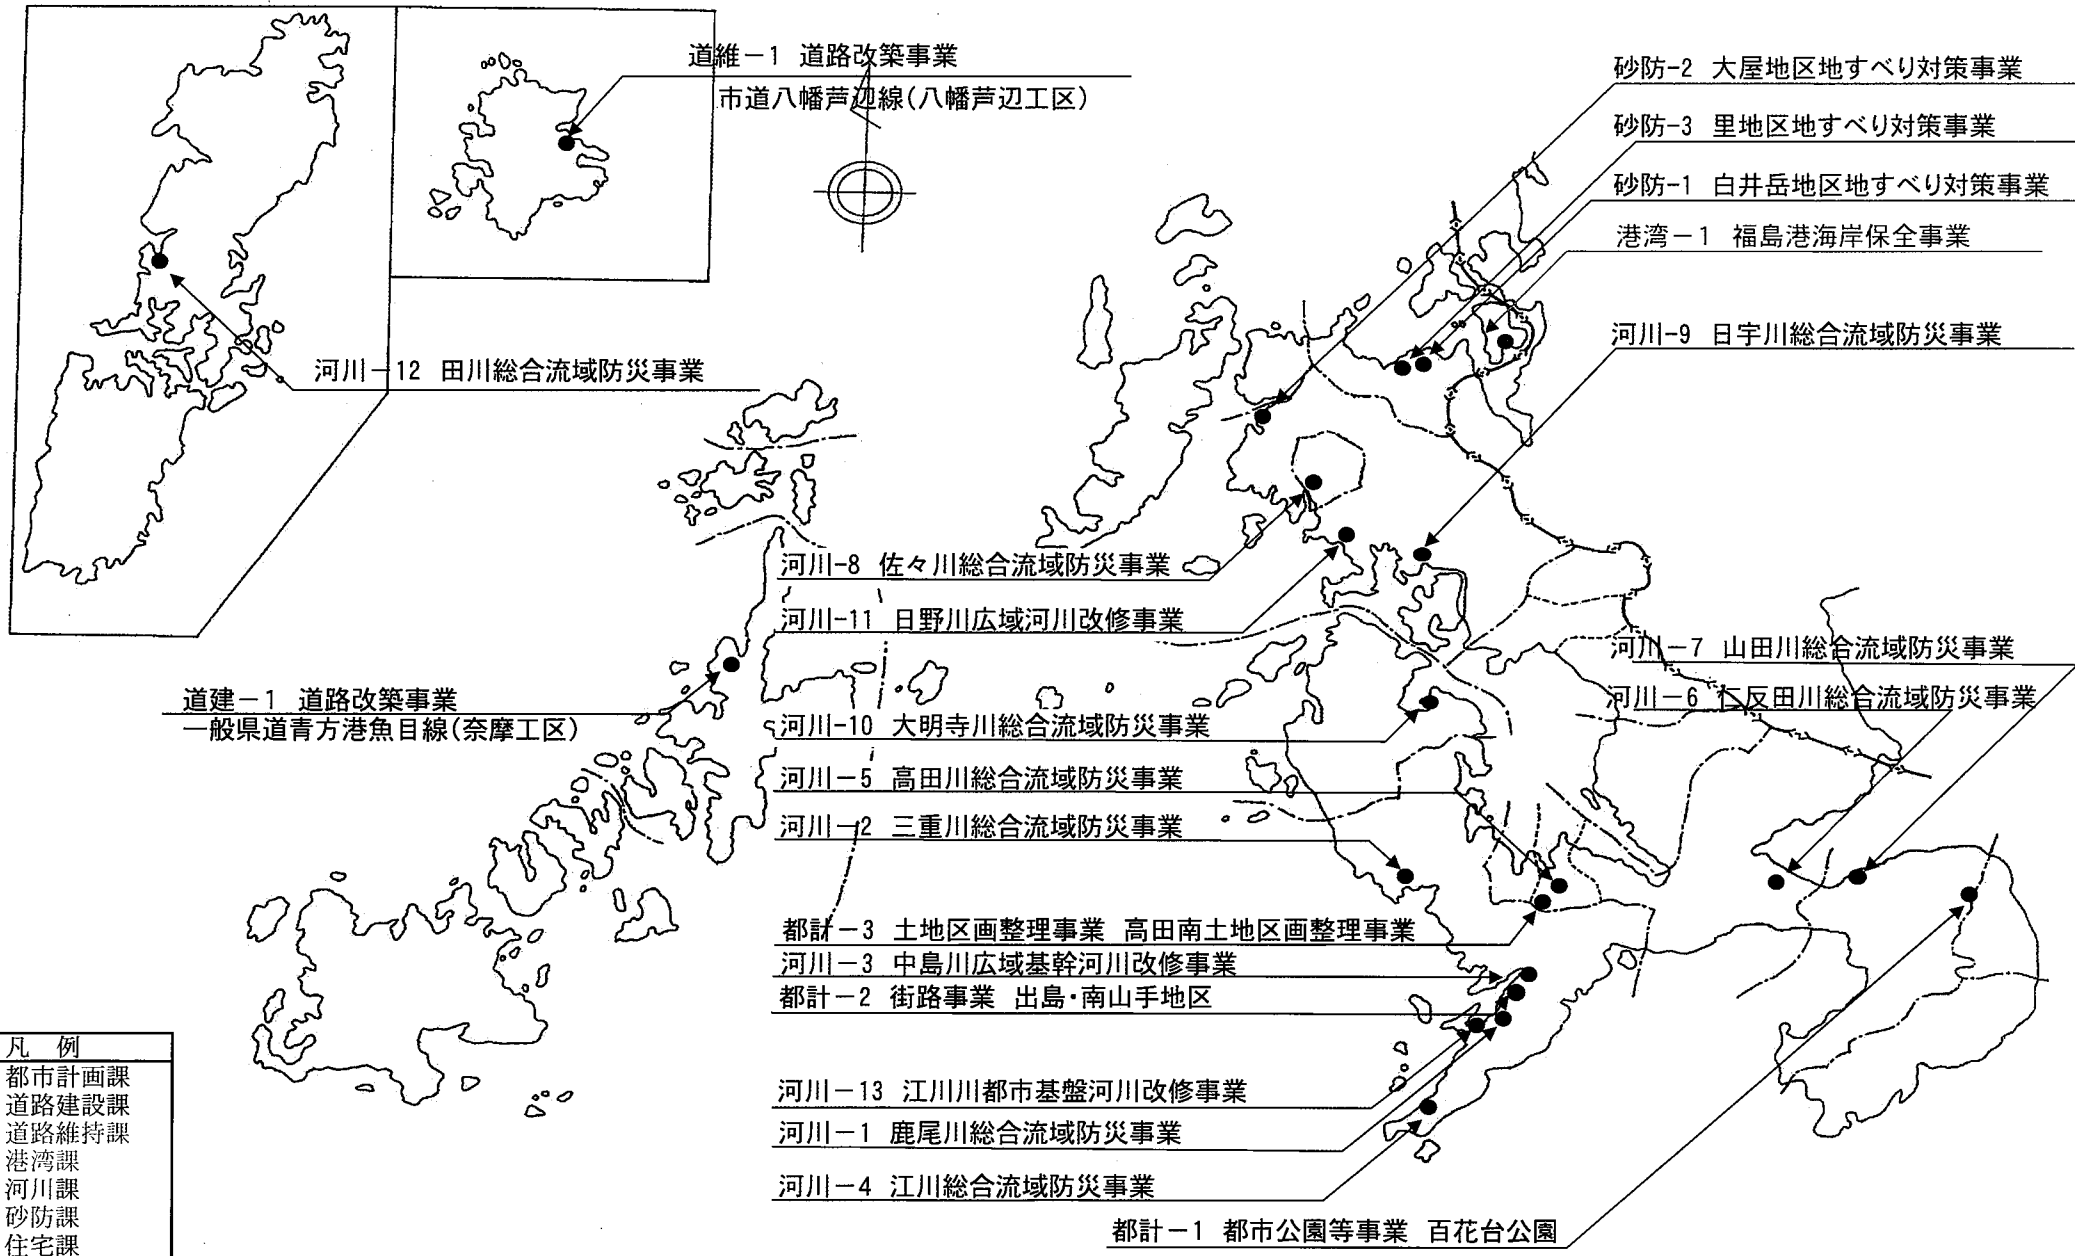 道維－1 道路改築事業
市道八幡芦辺線(八幡芦辺工区)
砂防-2 大屋地区地すべり対策事業
砂防-3 里地区地すべり対策事業
砂防-1 白井岳地区地すべり対策事業
港湾－1 福島港海岸保全事業
河川-9 日宇川総合流域防災事業
河川－12 田川総合流域防災事業
河川-8 佐々川総合流域防災事業
河川-11 日野川広域河川改修事業
河川－7 山田川総合流域防災事業
河川－6 仁反田川総合流域防災事業
道建－1 道路改築事業
一般県道青方港魚目線(奈摩工区)
河川-10 大明寺川総合流域防災事業
河川－5 高田川総合流域防災事業
河川－2 三重川総合流域防災事業
都計－3 土地区画整理事業 高田南土地区画整理事業
河川－3 中島川広域基幹河川改修事業
都計－2 街路事業 出島・南山手地区
河川－13 江川川都市基盤河川改修事業
河川－1 鹿尾川総合流域防災事業
河川－4 江川総合流域防災事業
都計－1 都市公園等事業 百花台公園
凡 例
都市計画課
道路建設課
道路維持課
港湾課
河川課
砂防課
住宅課